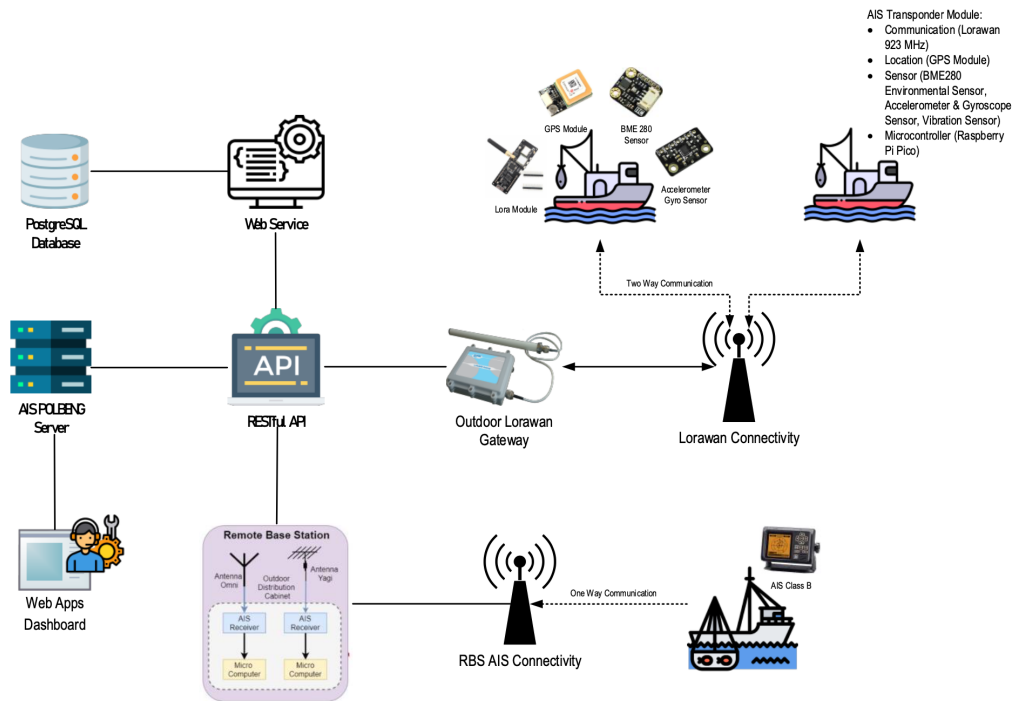 AIS Transponder Module:
• Communication (Lorawan
923 MHz)
• Location (GPS Module)
• Sensor (BME280
Environmental Sensor,
Accelerometer & Gyroscope
Sensor, Vibration Sensor)
• Microcontroller (Raspberry
Pi Pico)
GPS Module
BME 280
Sensor
Accelerometer
Gyro Sensor
Lora Module
PostgreSQL
Database
Web Service
Two Way Communication
API
AIS POLBENG
Server
RESTful API
Outdoor Lorawan
Gateway
Lorawan Connectivity
Web Apps
Dashboard
Remote Base Station
Antenna
Omni
Outdoor
Distribution
Cabinet
Antenna
Yagi
AIS
Receiver
AIS
Receiver
Micro
Computer
Micro
Computer
RBS AIS Connectivity
One Way Communication
AIS Class B